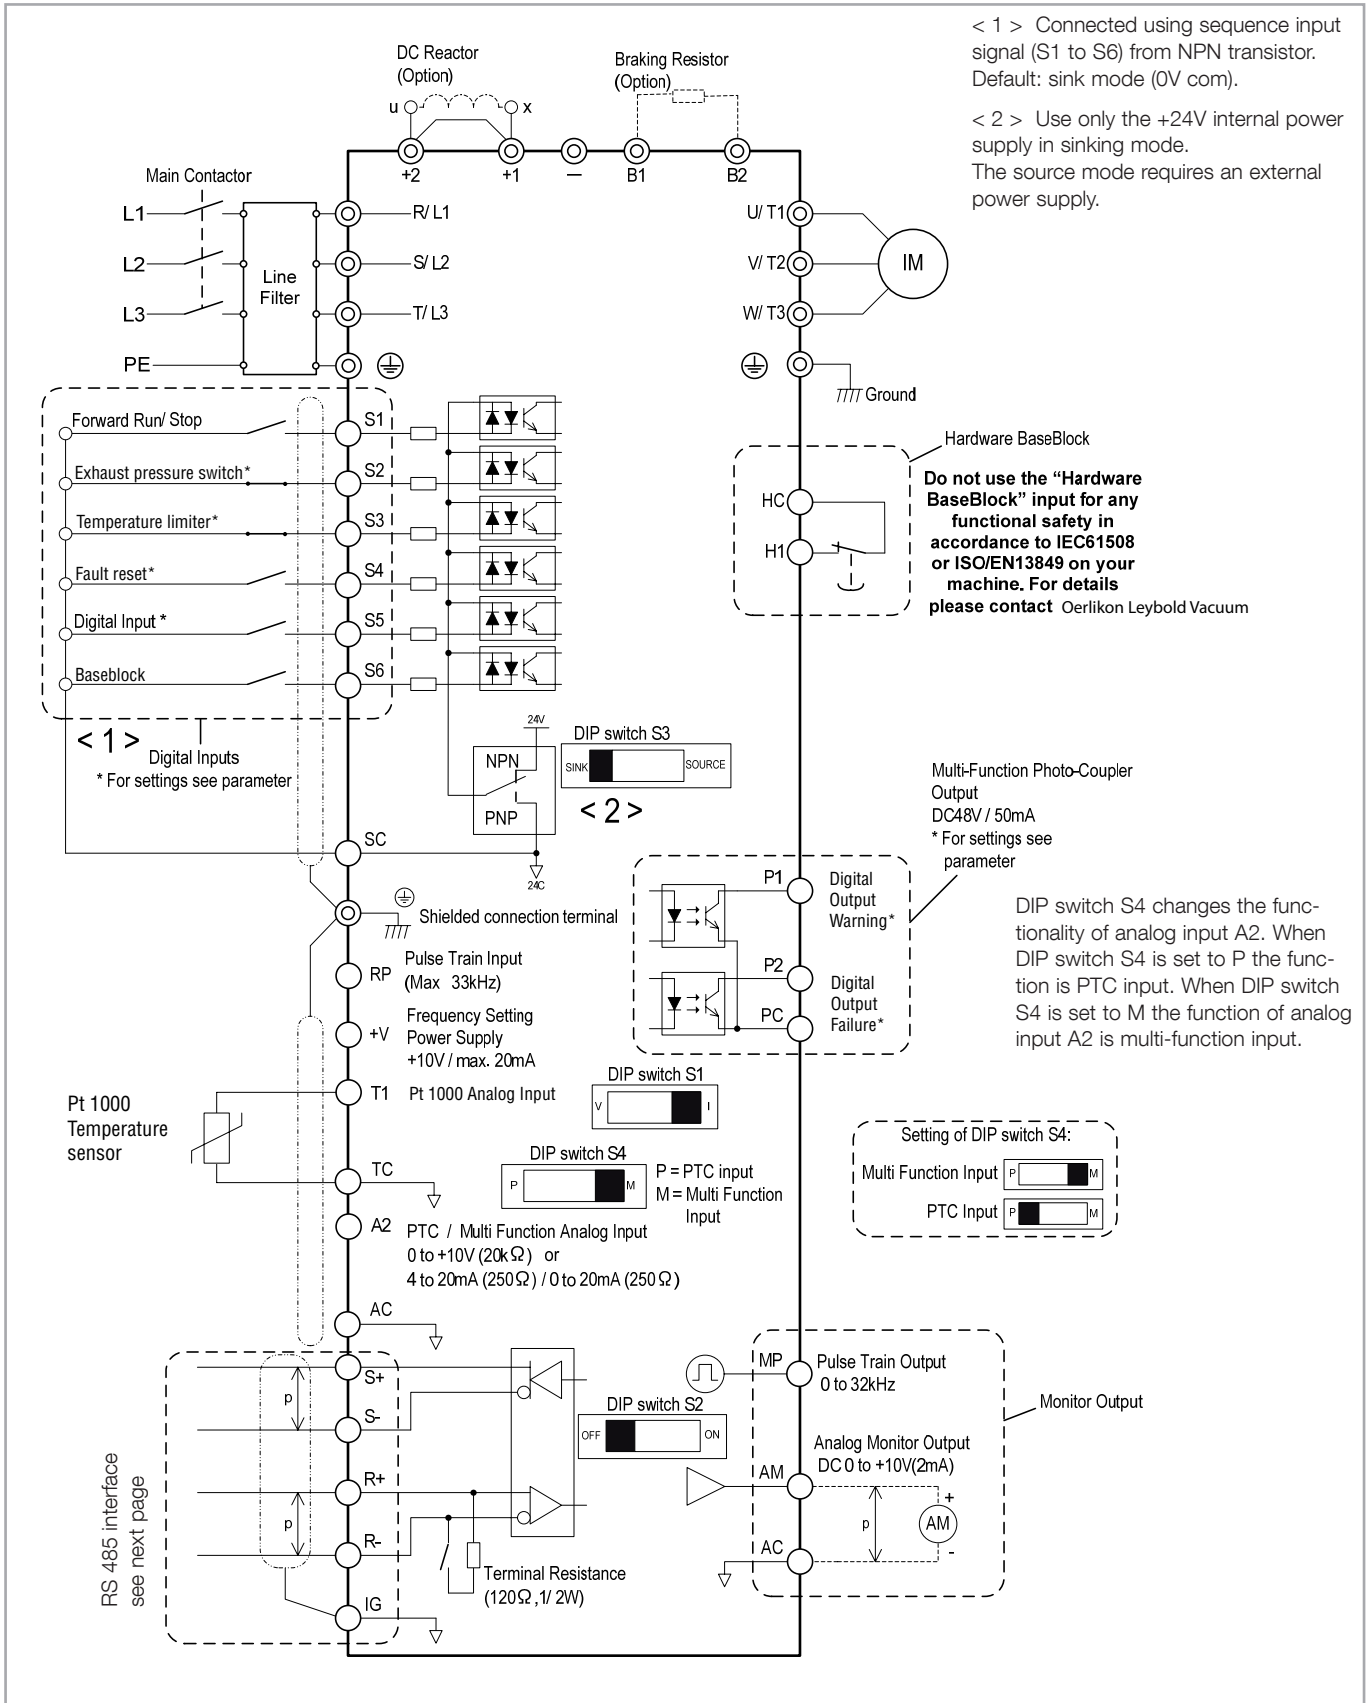 < 1 > Connected using sequence input
signal (S1 to S6) from NPN transistor.
Default: sink mode (0V com).
< 2 > Use only the +24V internal power
supply in sinking mode.
The source mode requires an external
power supply.
DC Reactor
(Option)
Braking Resistor
(Option)
u
x
+2
+1
–
B1
B2
Main Contactor
L1
L2
L3
PE
Line
Filter
R/ L1
S/ L2
T/ L3
U/ T1
V/ T2
W/ T3
IM
Ground
Forward Run/ Stop
S1
Exhaust pressure switch*
S2
Temperature limiter*
S3
Fault reset*
S4
Digital Input *
S5
Baseblock
S6
< 1 >
Digital Inputs
* For settings see parameter
Hardware BaseBlock
HC
H1
Do not use the “Hardware
BaseBlock” input for any
functional safety in
accordance to IEC61508
or ISO/EN13849 on your
machine. For details
please contact Oerlikon Leybold Vacuum
24V
NPN
PNP
DIP switch S3
SINK
SOURCE
< 2 >
24C
SC
Shielded connection terminal
Multi-Function Photo-Coupler
Output
DC48V / 50mA
* For settings see
parameter
P1
Digital
Output
Warning*
P2
Digital
Output
Failure*
PC
DIP switch S4 changes the func-
tionality of analog input A2. When
DIP switch S4 is set to P the func-
tion is PTC input. When DIP switch
S4 is set to M the function of analog
input A2 is multi-function input.
RP
Pulse Train Input
(Max 33kHz)
+V
Frequency Setting
Power Supply
+10V / max. 20mA
T1
Pt 1000 Analog Input
Pt 1000
Temperature
sensor
TC
DIP switch S1
V
I
DIP switch S4
P
M
P = PTC input
M = Multi Function
Input
Setting of DIP switch S4:
Multi Function Input
P
M
PTC Input
P
M
A2
PTC / Multi Function Analog Input
0 to +10V (20kΩ) or
4 to 20mA (250Ω) / 0 to 20mA (250Ω)
AC
RS 485 interface
see next page
p
S+
S-
p
R+
R-
IG
DIP switch S2
OFF
ON
Terminal Resistance
(120Ω ,1/ 2W)
MP
Pulse Train Output
0 to 32kHz
Monitor Output
Analog Monitor Output
DC 0 to +10V(2mA)
AM
AC
p
+
AM
-